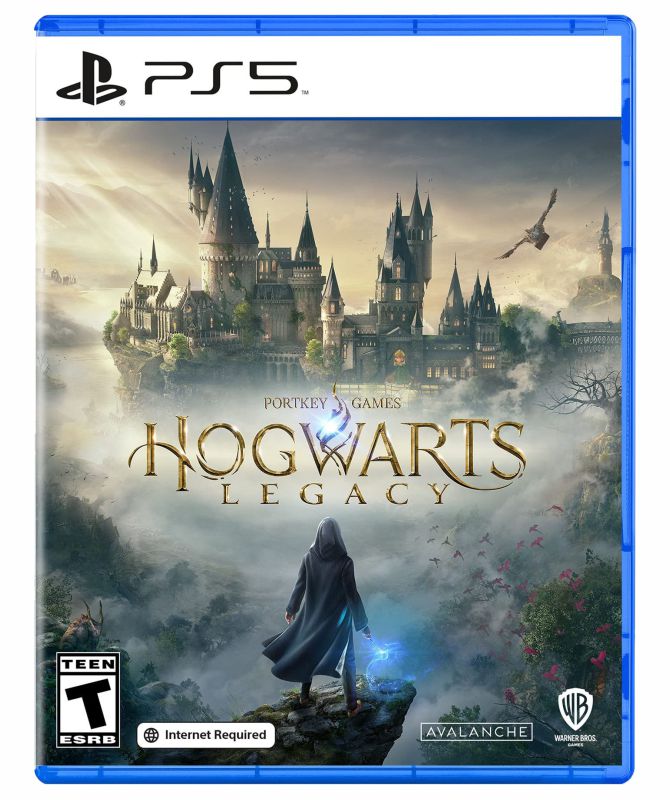 PS5
PORTKEY GAMES
HOGWARTS
LEGACY
TEEN
T
ESRB
Internet Required
AVALANCHE
WB
WARNER BROS.
GAMES